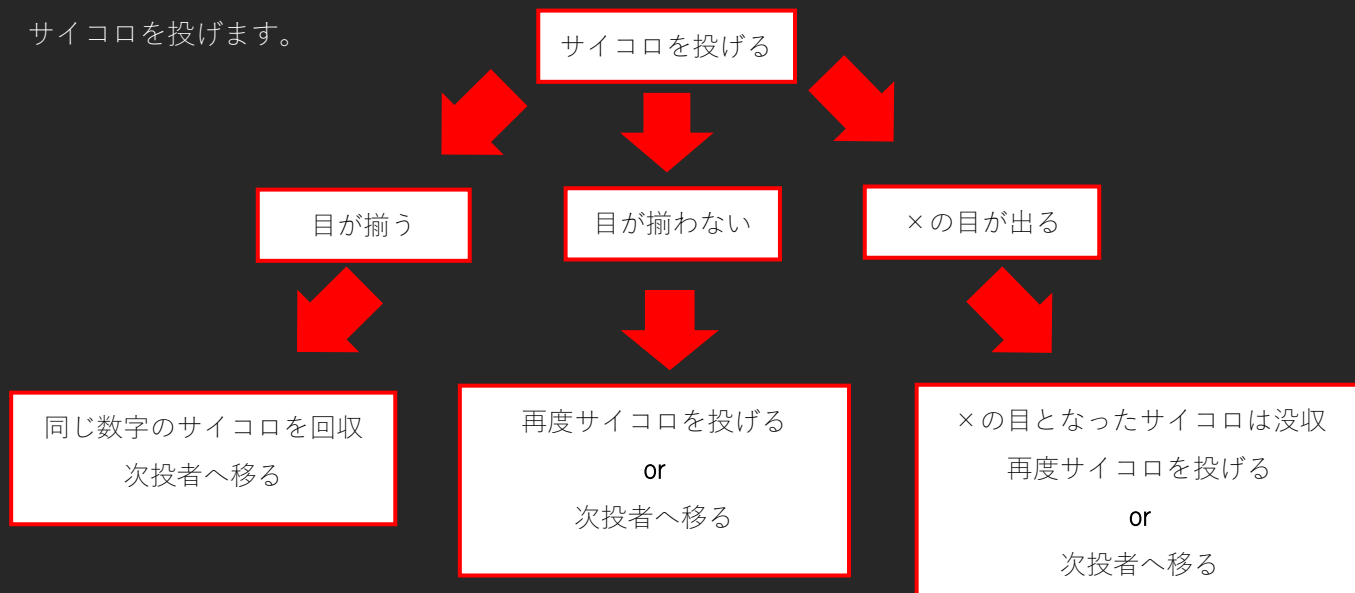 サイコロを投げます。
サイコロを投げる
目が揃う
目が揃わない
×の目が出る
同じ数字のサイコロを回収
次投者へ移る
再度サイコロを投げる
or
次投者へ移る
×の目となったサイコロは没収
再度サイコロを投げる
or
次投者へ移る